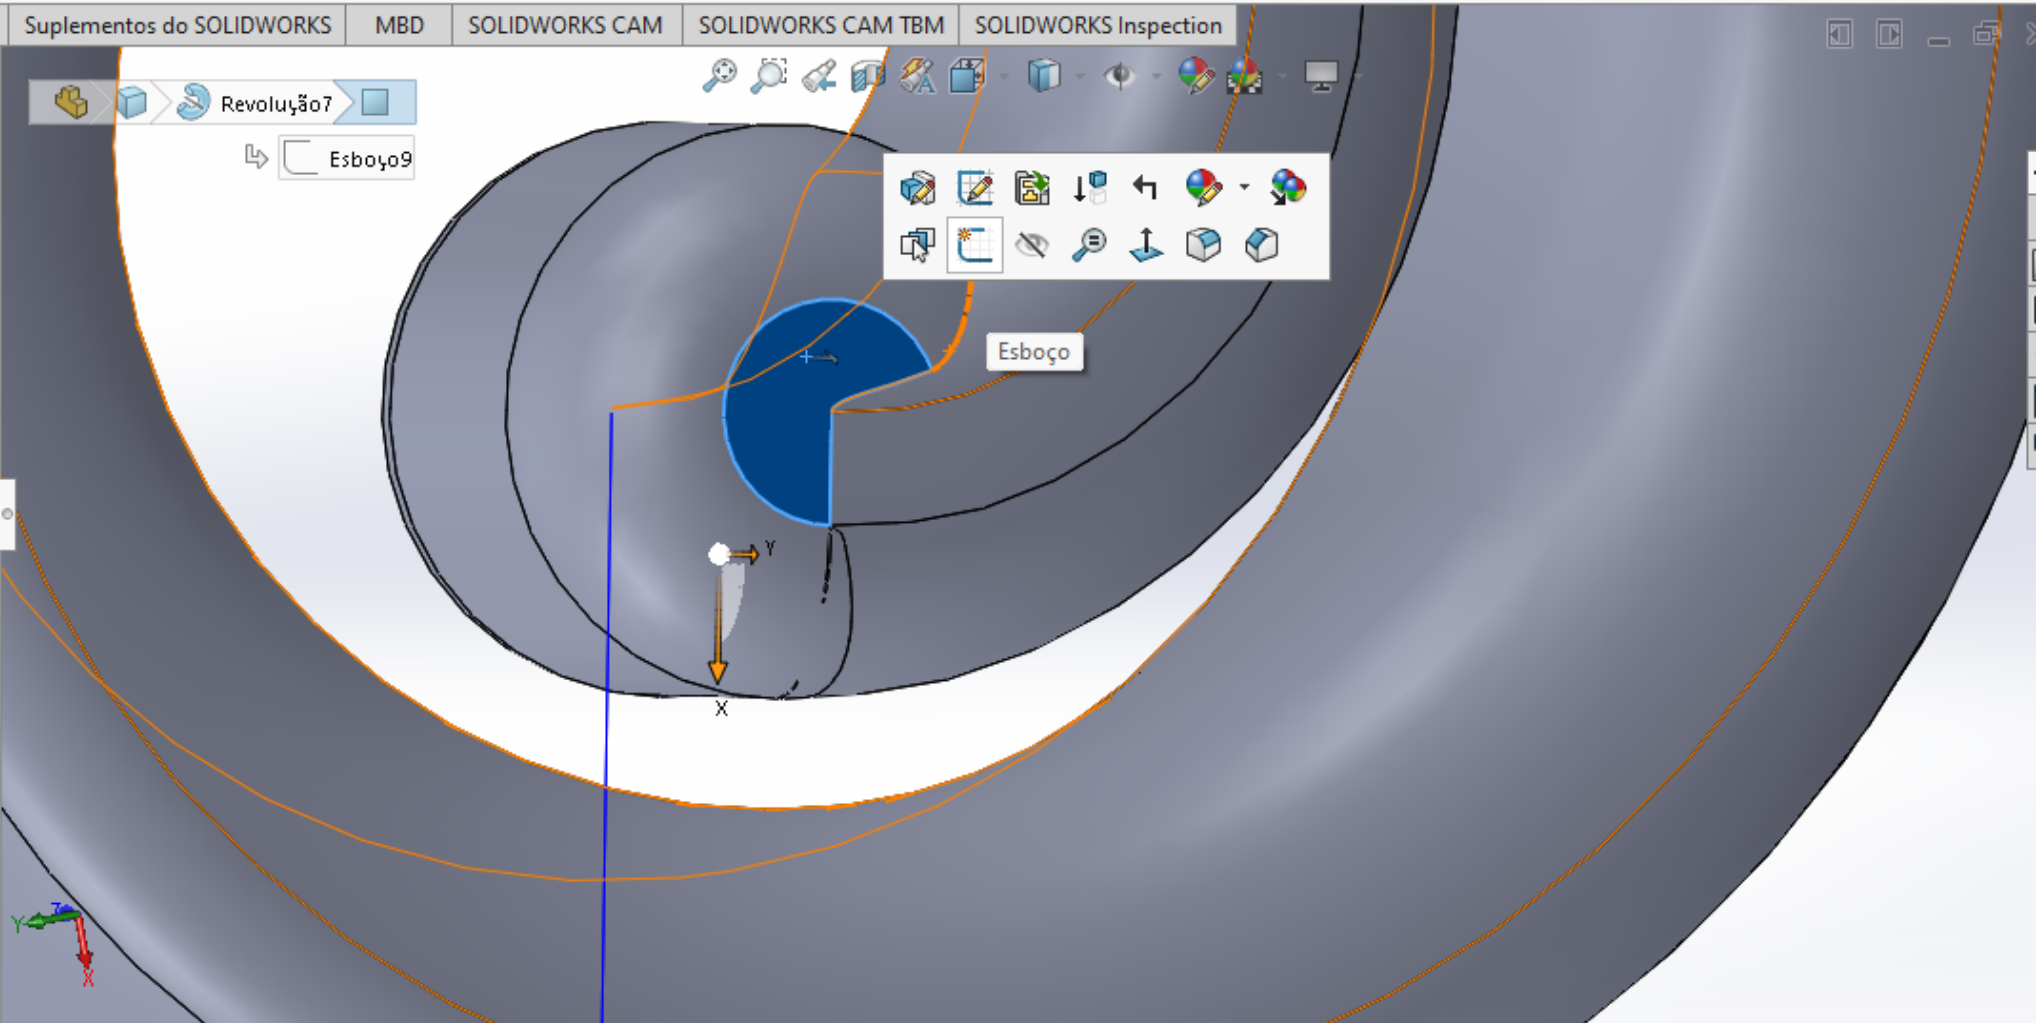 Suplementos do SOLIDWORKS MBD SOLIDWORKS CAM SOLIDWORKS CAM TBM SOLIDWORKS Inspection
Revolução7
Esboço9
Esboço
Y
X
Y Z
X